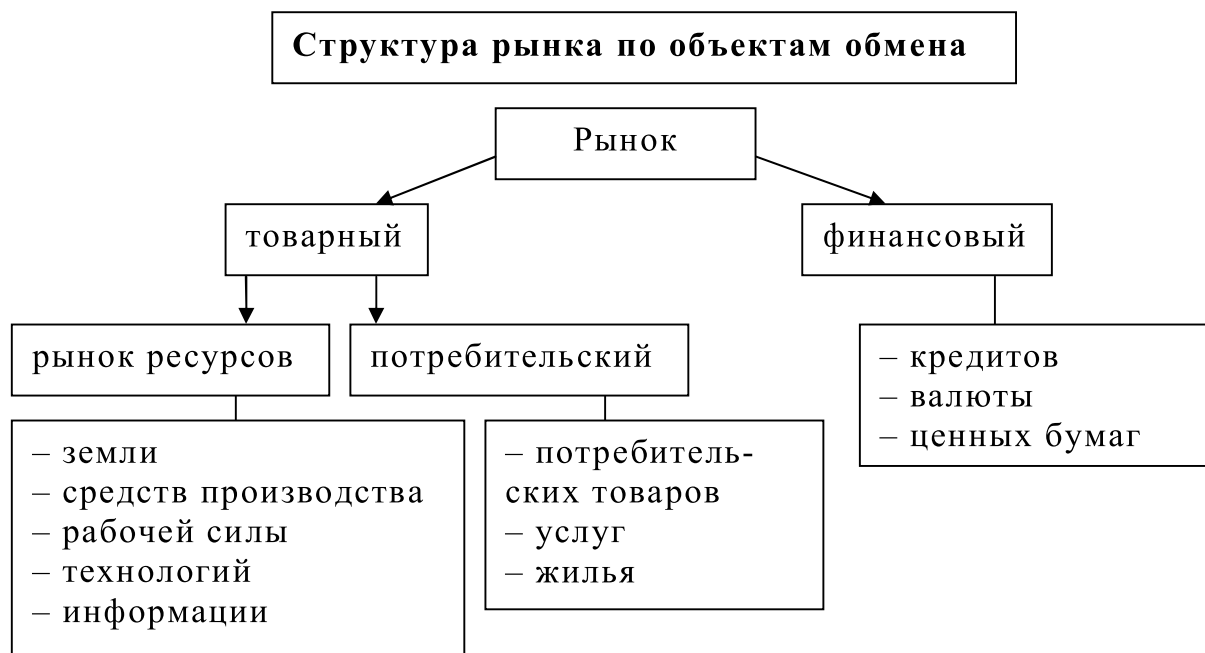 Структура рынка по объектам обмена
Рынок
товарный
финансовый
рынок ресурсов
потребительский
– земли
– средств производства
– рабочей силы
– технологий
– информации
– потребитель-
ских товаров
– услуг
– жилья
– кредитов
– валюты
– ценных бумаг